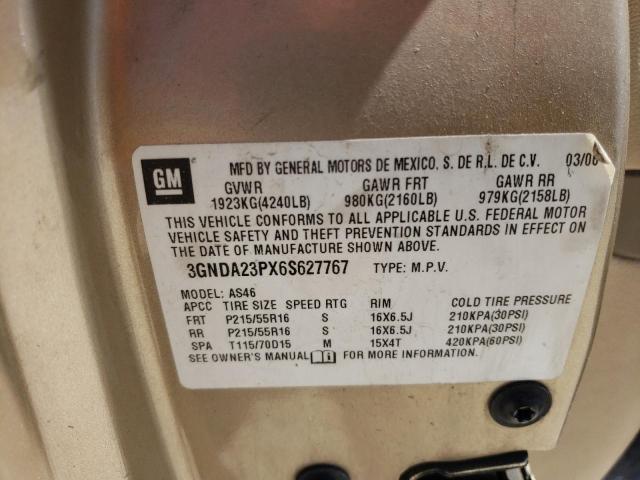 GM
MFD BY GENERAL MOTORS DE MEXICO, S. DE R.L. DE C.V. 03/06
GVWR GAWR FRT GAWR RR
1923KG(4240LB) 980KG(2160LB) 979KG(2158LB)
THIS VEHICLE CONFORMS TO ALL APPLICABLE U.S. FEDERAL MOTOR
VEHICLE SAFETY AND THEFT PREVENTION STANDARDS IN EFFECT ON
THE DATE OF MANUFACTURE SHOWN ABOVE.
3GNDA23PX6S627767 TYPE: M.P.V.
MODEL: AS46
APCC TIRE SIZE SPEED RTG RIM COLD TIRE PRESSURE
FRT P215/55R16 S 16X6.5J 210KPA(30PSI)
RR P215/55R16 S 16X6.5J 210KPA(30PSI)
SPA T115/70D15 M 15X4T 420KPA(60PSI)
SEE OWNER'S MANUAL FOR MORE INFORMATION.